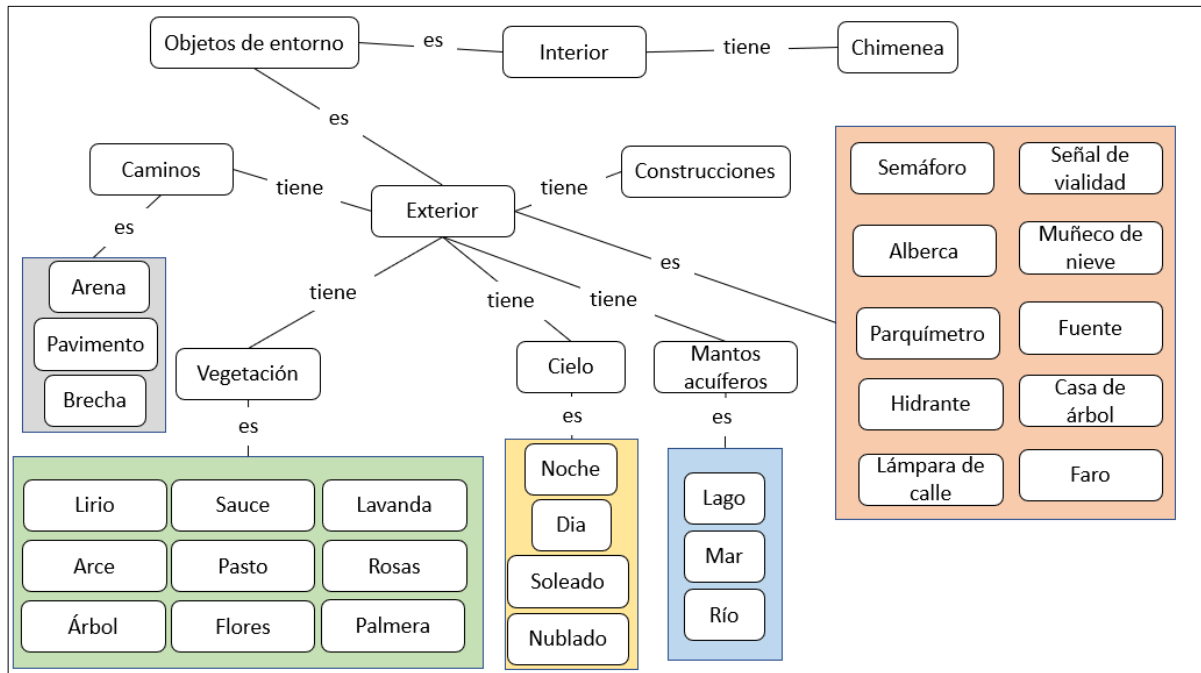 Objetos de entorno
es
Interior
tiene
Chimenea
es
Caminos
tiene
Exterior
tiene
Construcciones
es
Arena
Pavimento
Brecha
tiene
Vegetación
es
Lirio
Sauce
Lavanda
Arce
Pasto
Rosas
Árbol
Flores
Palmera
tiene
Cielo
es
Noche
Dia
Soleado
Nublado
tiene
Mantos
acuíferos
es
Lago
Mar
Río
es
Semáforo
Señal de
vialidad
Alberca
Muñeco de
nieve
Parquímetro
Fuente
Hidrante
Casa de
árbol
Lámpara de
calle
Faro